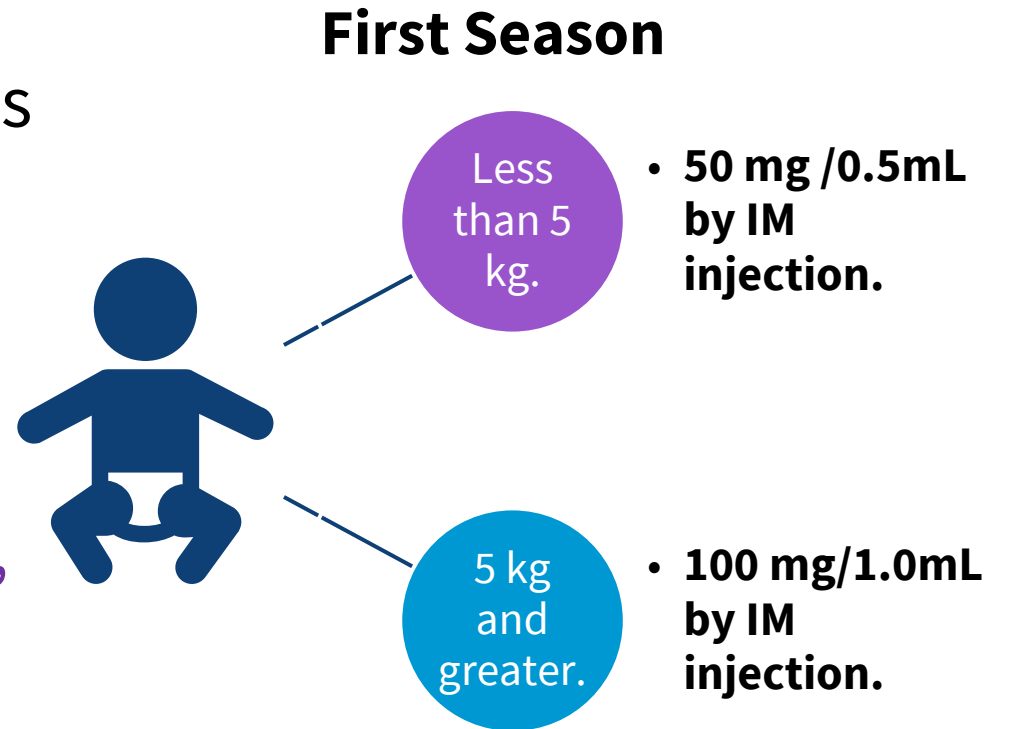 First Season
s
Less
than 5
kg.
• 50 mg /0.5mL
by IM
injection.
5 kg
and
greater.
• 100 mg/1.0mL
by IM
injection.
,